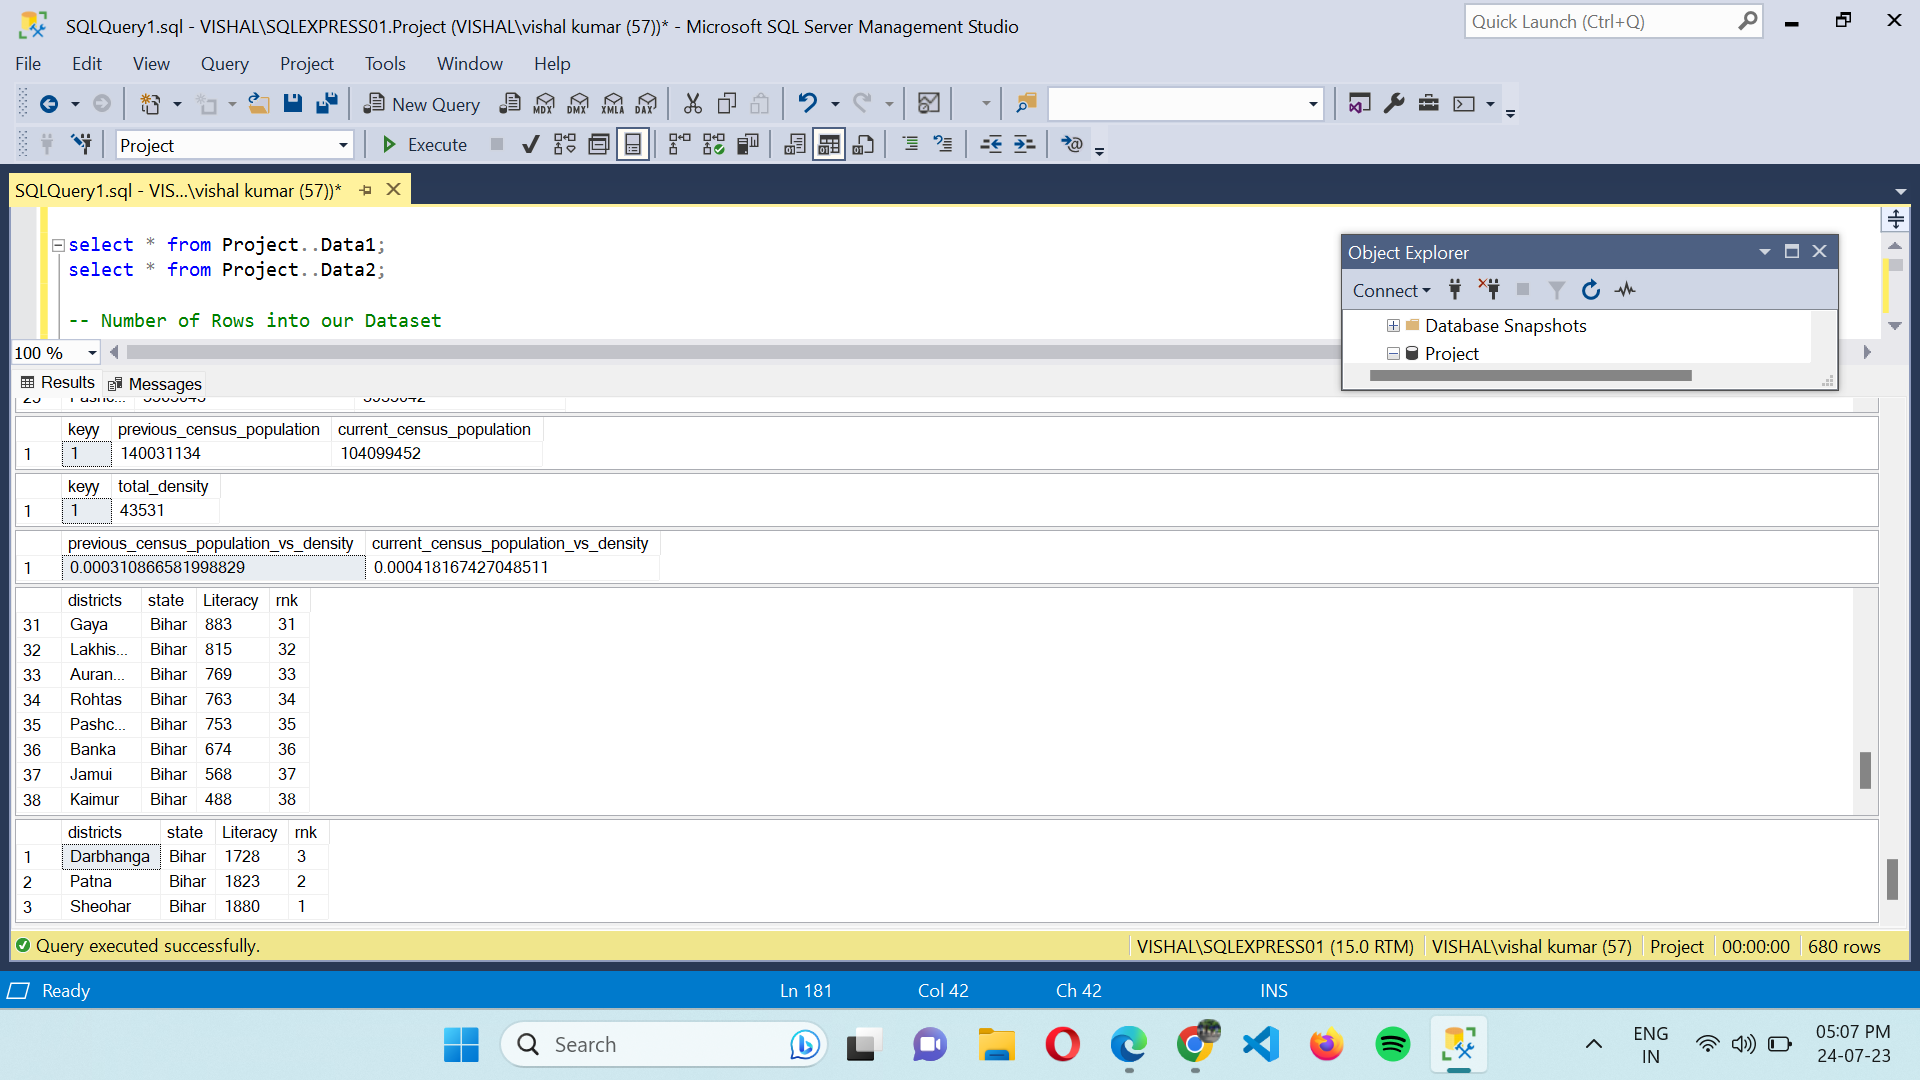 SQLQuery1.sql - VISHAL\SQLEXPRESS01.Project (VISHAL\vishal kumar (57))* - Microsoft SQL Server Management Studio
Quick Launch (Ctrl+Q)
File Edit View Query Project Tools Window Help
New Query MDX DMX XMLA DAX
Project Execute
SQLQuery1.sql - VIS...\vishal kumar (57))*
select * from Project..Data1;
select * from Project..Data2;
-- Number of Rows into our Dataset
Object Explorer
Connect
Database Snapshots
Project
100 %
Results Messages
keyy previous_census_population current_census_population
1 1 140031134 104099452
keyy total_density
1 1 43531
previous_census_population_vs_density current_census_population_vs_density
1 0.000310866581998829 0.000418167427048511
districts state Literacy rnk
31 Gaya Bihar 883 31
32 Lakhis... Bihar 815 32
33 Auran... Bihar 769 33
34 Rohtas Bihar 763 34
35 Pashc... Bihar 753 35
36 Banka Bihar 674 36
37 Jamui Bihar 568 37
38 Kaimur Bihar 488 38
districts state Literacy rnk
1 Darbhanga Bihar 1728 3
2 Patna Bihar 1823 2
3 Sheohar Bihar 1880 1
Query executed successfully. VISHAL\SQLEXPRESS01 (15.0 RTM) VISHAL\vishal kumar (57) Project 00:00:00 680 rows
Ready Ln 181 Col 42 Ch 42 INS
Search
ENG
IN
05:07 PM
24-07-23